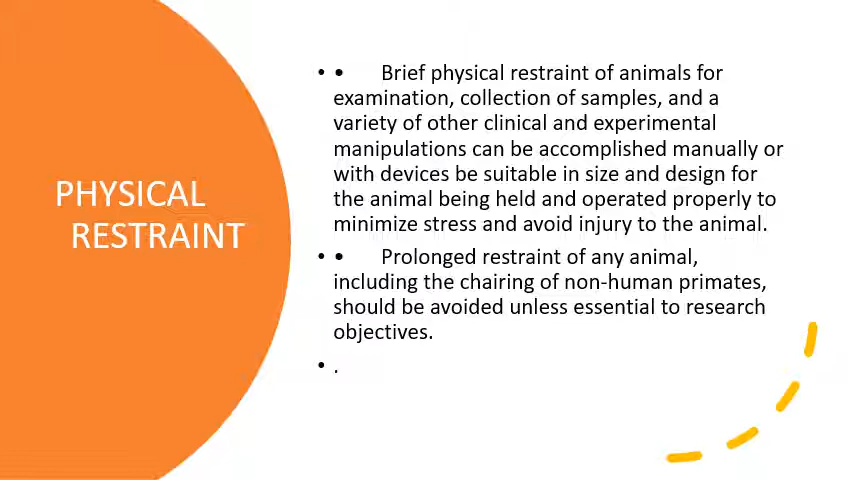 PHYSICAL
RESTRAINT
• • Brief physical restraint of animals for
examination, collection of samples, and a
variety of other clinical and experimental
manipulations can be accomplished manually or
with devices be suitable in size and design for
the animal being held and operated properly to
minimize stress and avoid injury to the animal.
• • Prolonged restraint of any animal,
including the chairing of non-human primates,
should be avoided unless essential to research
objectives.
• .